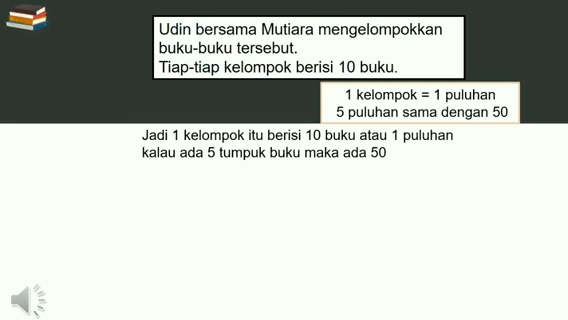 Udin bersama Mutiara mengelompokkan
buku-buku tersebut.
Tiap-tiap kelompok berisi 10 buku.
1 kelompok = 1 puluhan
5 puluhan sama dengan 50
Jadi 1 kelompok itu berisi 10 buku atau 1 puluhan
kalau ada 5 tumpuk buku maka ada 50